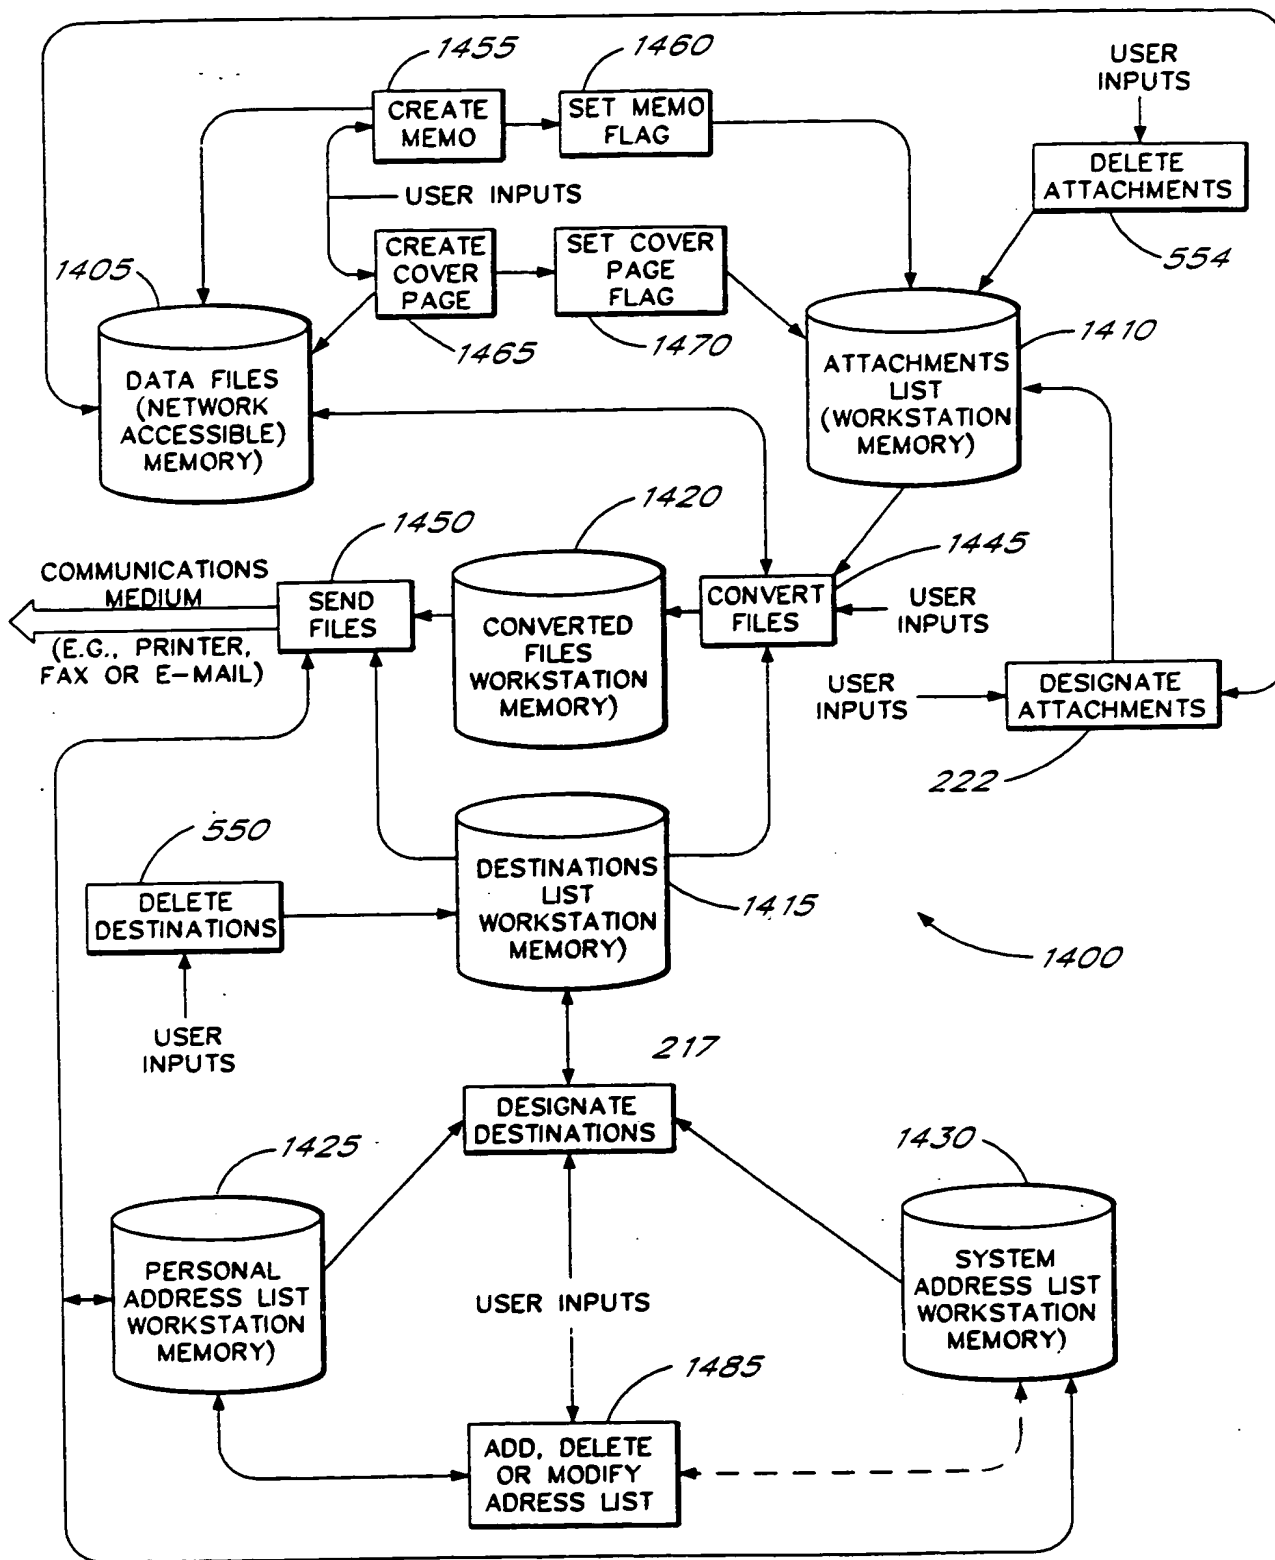 1455
1460
USER
INPUTS
CREATE
MEMO
SET MEMO
FLAG
DELETE
ATTACHMENTS
USER INPUTS
554
1405
CREATE
COVER
PAGE
SET COVER
PAGE
FLAG
1465
1470
1410
DATA FILES
(NETWORK
ACCESSIBLE)
MEMORY)
ATTACHMENTS
LIST
(WORKSTATION
MEMORY)
1450
1420
1445
COMMUNICATIONS
MEDIUM
(E.G., PRINTER,
FAX OR E-MAIL)
SEND
FILES
CONVERTED
FILES
WORKSTATION
MEMORY)
CONVERT
FILES
USER
INPUTS
USER
INPUTS
DESIGNATE
ATTACHMENTS
222
550
DELETE
DESTINATIONS
DESTINATIONS
LIST
WORKSTATION
MEMORY)
1415
1400
USER
INPUTS
217
DESIGNATE
DESTINATIONS
1425
1430
PERSONAL
ADDRESS LIST
WORKSTATION
MEMORY)
USER INPUTS
SYSTEM
ADDRESS LIST
WORKSTATION
MEMORY)
1485
ADD, DELETE
OR MODIFY
ADRESS LIST